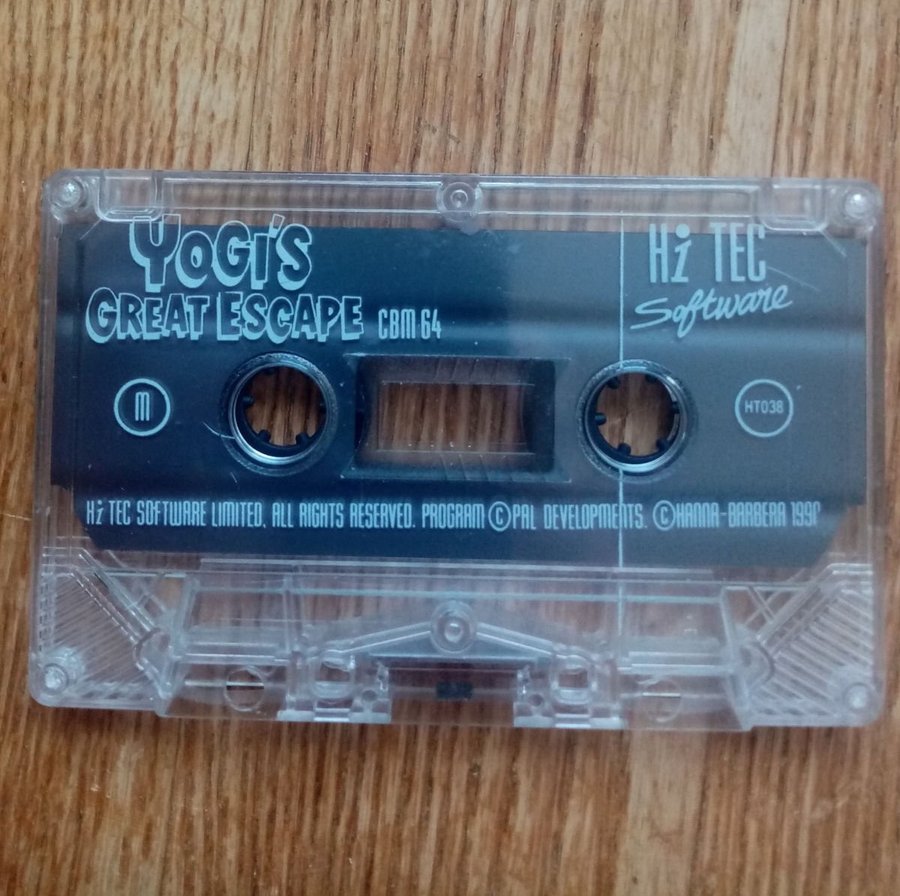 YOGI'S
GREAT ESCAPE CBM 64
Hi TEC
Software
M
HT038
Hi TEC SOFTWARE LIMITED. ALL RIGHTS RESERVED. PROGRAM © PAL DEVELOPMENTS. © HANNA-BARBERA 1990